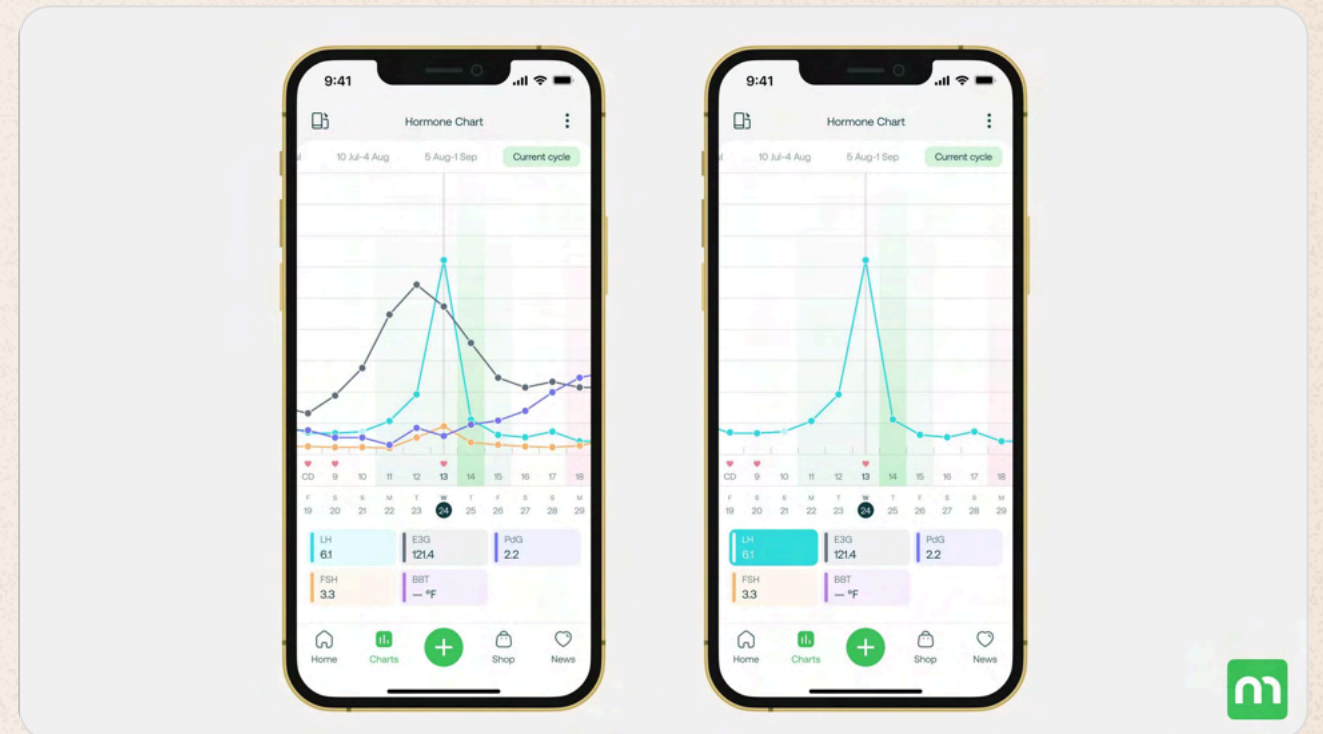 9:41
Hormone Chart
10 Jul-4 Aug 5 Aug-1 Sep Current cycle
CD 9 10 11 12 13 14 15 16 17 18
F S S M T W T F S S M
19 20 21 22 23 24 25 26 27 28 29
LH E3G PdG
6.1 121.4 2.2
FSH BBT
3.3 — °F
Home Charts + Shop News
9:41
Hormone Chart
10 Jul-4 Aug 5 Aug-1 Sep Current cycle
CD 9 10 11 12 13 14 15 16 17 18
F S S M T W T F S S M
19 20 21 22 23 24 25 26 27 28 29
LH E3G PdG
6.1 121.4 2.2
FSH BBT
3.3 — °F
Home Charts + Shop News
m